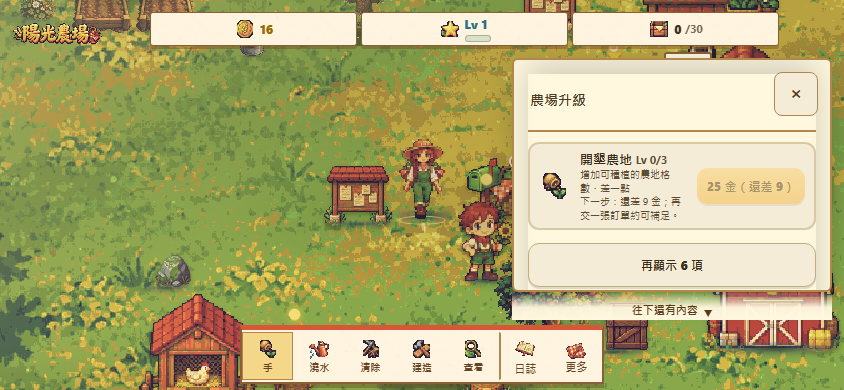 陽光農場
16
Lv 1
0 /30
農場升級
×
開墾農地 Lv 0/3
增加可種植的農地格
數．差一點
下一步：還差 9 金；再
交一張訂單約可補足。
25 金（還差 9）
再顯示 6 項
往下還有內容 ▼
手
澆水
清除
建造
查看
日誌
更多